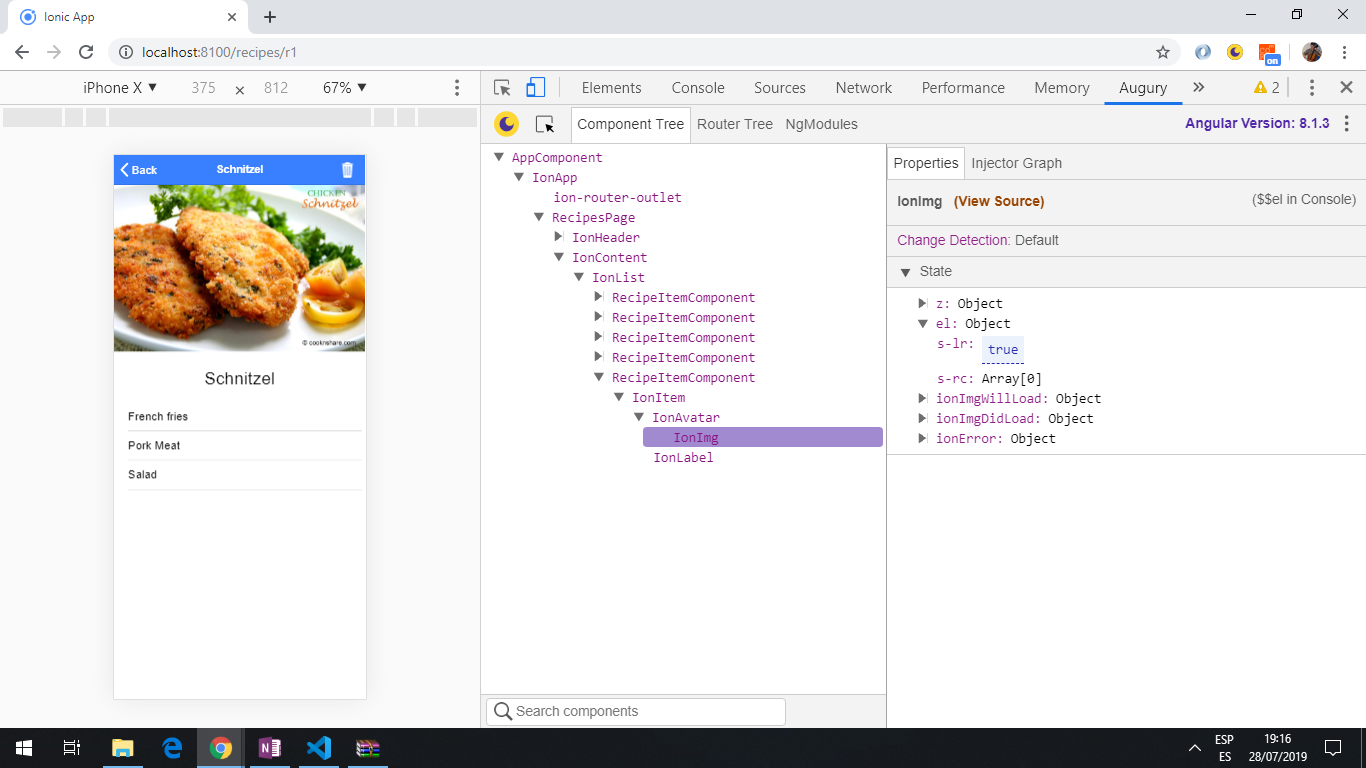 Ionic App
localhost:8100/recipes/r1
iPhone X ▼ 375 × 812 67% ▼
Elements Console Sources Network Performance Memory Augury » 2
Component Tree Router Tree NgModules
Angular Version: 8.1.3
on
Back Schnitzel
CHICKEN
Schnitzel
© cooknshare.com
Schnitzel
French fries
Pork Meat
Salad
AppComponent
IonApp
ion-router-outlet
RecipesPage
IonHeader
IonContent
IonList
RecipeItemComponent
RecipeItemComponent
RecipeItemComponent
RecipeItemComponent
RecipeItemComponent
IonItem
IonAvatar
IonImg
IonLabel
Search components
Properties Injector Graph
IonImg (View Source) ($$el in Console)
Change Detection: Default
State
z: Object
el: Object
s-lr: true
s-rc: Array[0]
ionImgWillLoad: Object
ionImgDidLoad: Object
ionError: Object
ESP
ES
19:16
28/07/2019